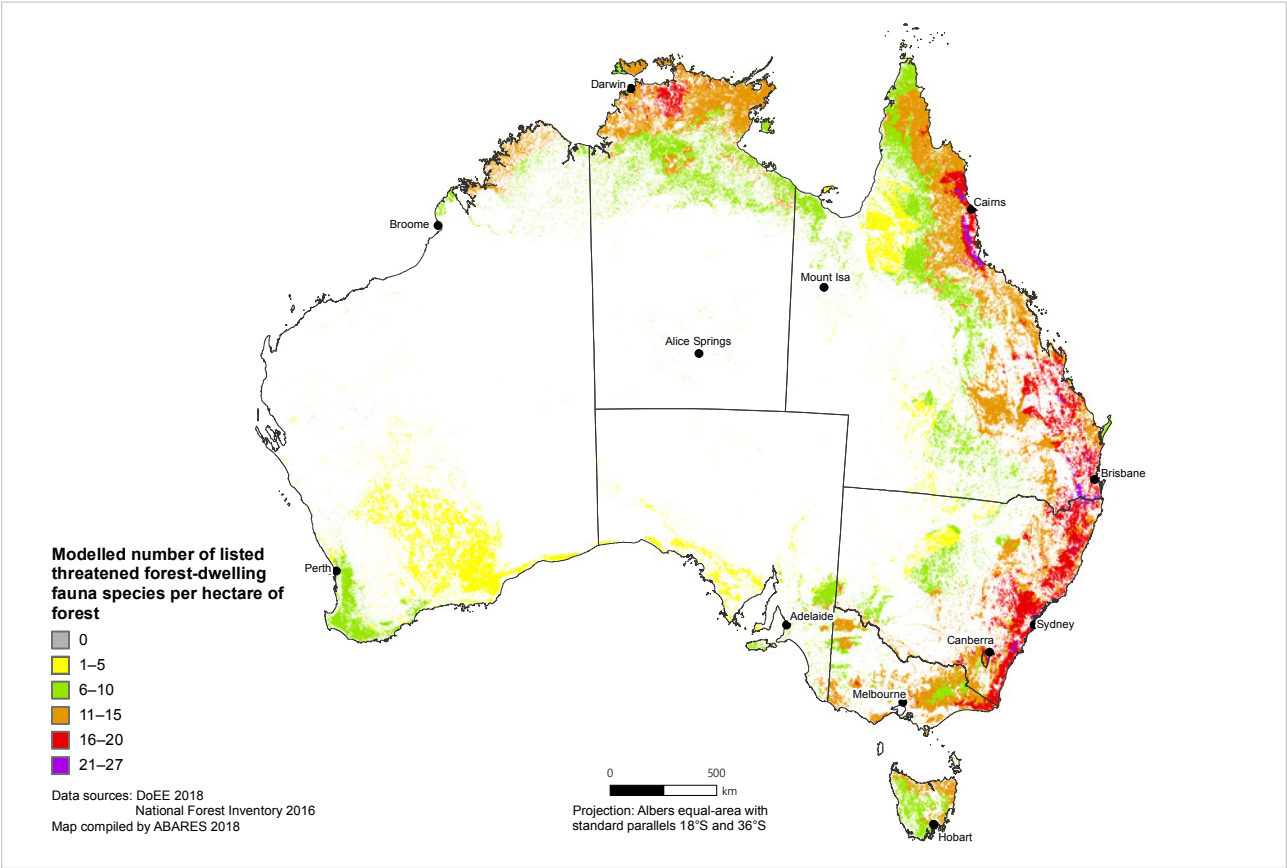 Darwin
Cairns
Broome
Mount Isa
Alice Springs
Brisbane
Modelled number of listed
threatened forest-dwelling
fauna species per hectare of
forest
Perth
Adelaide
Sydney
0
Canberra
1–5
6–10
Melbourne
11–15
16–20
21–27
0 500
km
Data sources: DoEE 2018
National Forest Inventory 2016
Map compiled by ABARES 2018
Projection: Albers equal-area with
standard parallels 18°S and 36°S
Hobart